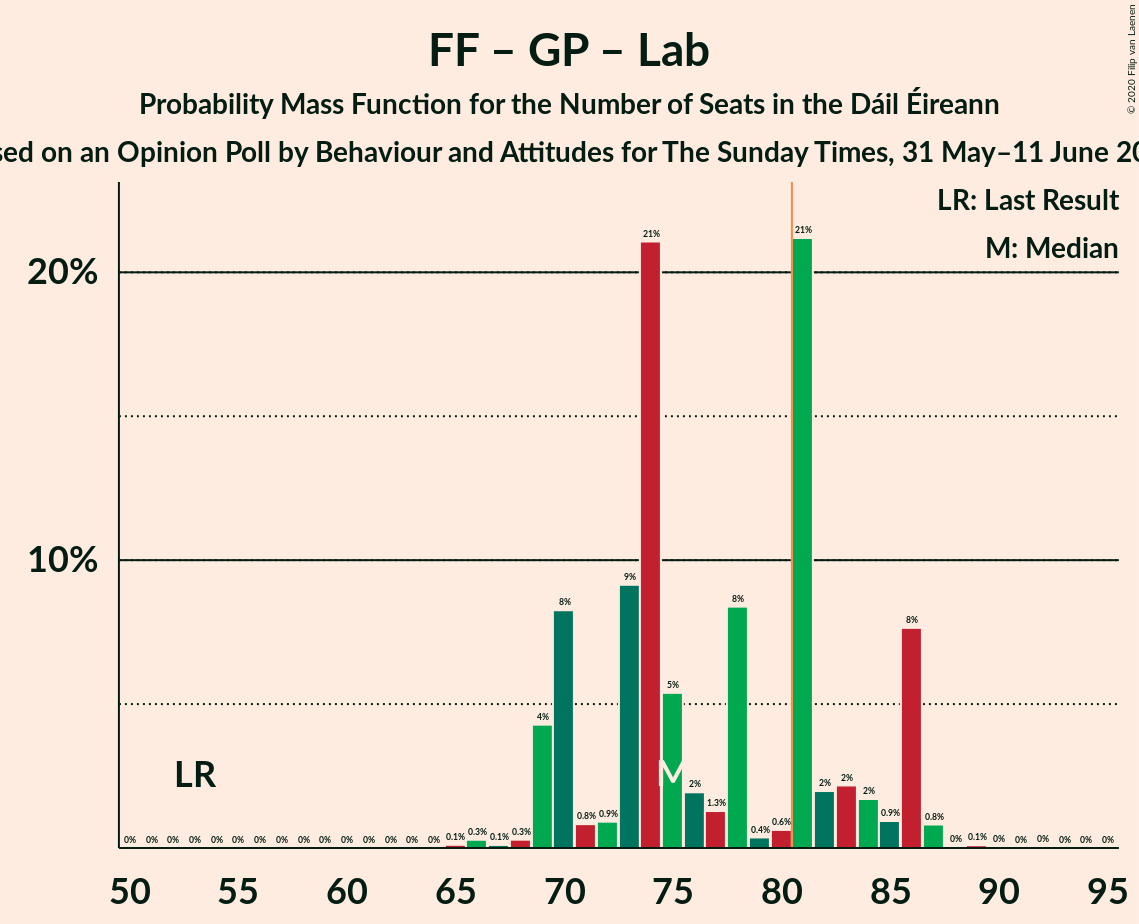 FF – GP – Lab
© 2020 Filip van Laenen
Probability Mass Function for the Number of Seats in the Dáil Éireann
on an Opinion Poll by Behaviour and Attitudes for The Sunday Times, 31 May–11 June
LR: Last Result
M: Median
20%
10%
21% 21%
9%
8% 8% 8%
5%
4%
LR M
2% 2% 2% 2%
0% 0% 0% 0% 0% 0% 0% 0% 0% 0% 0% 0% 0% 0% 0% 0.1% 0.3% 0.1% 0.3% 0.8% 0.9% 1.3% 0.4% 0.6% 0.9% 0.8% 0% 0.1% 0% 0% 0% 0% 0% 0%
50 55 60 65 70 75 80 85 90 95